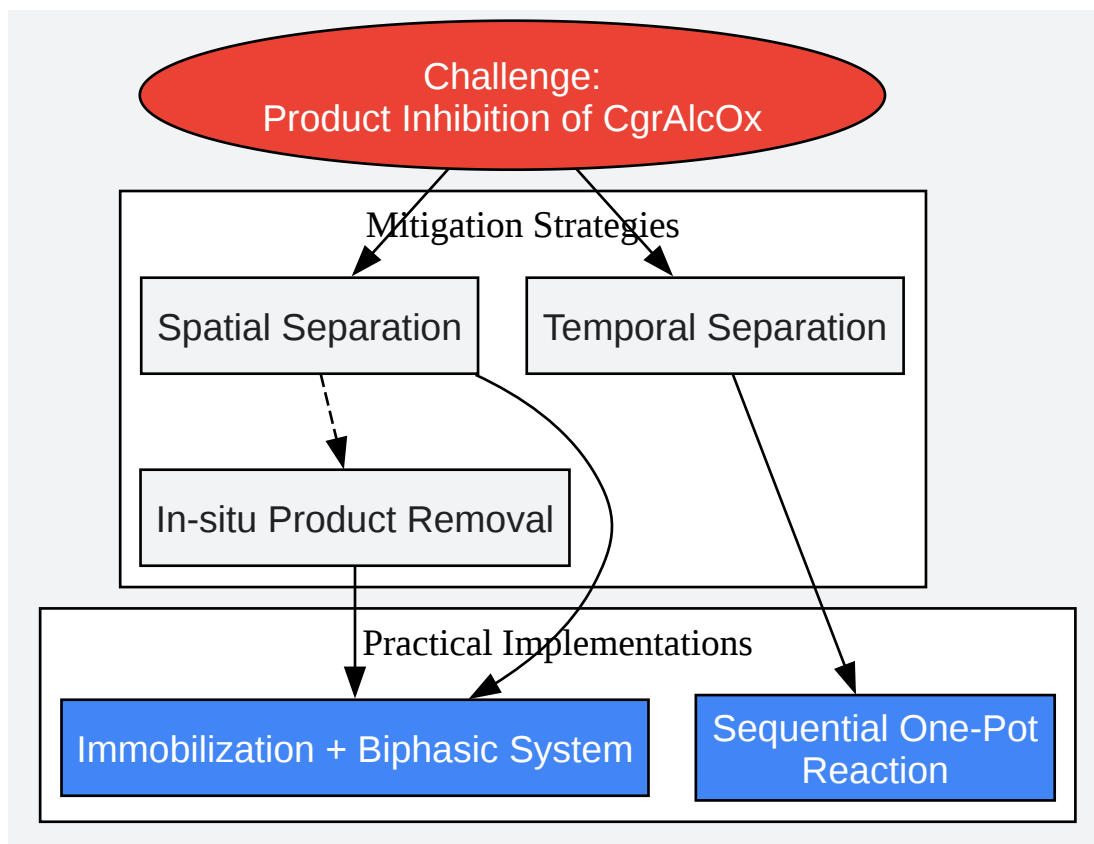 Challenge:
Product Inhibition of CgrAlcOx
Mitigation Strategies
Spatial Separation
Temporal Separation
In-situ Product Removal
Practical Implementations
Immobilization + Biphasic System
Sequential One-Pot
Reaction